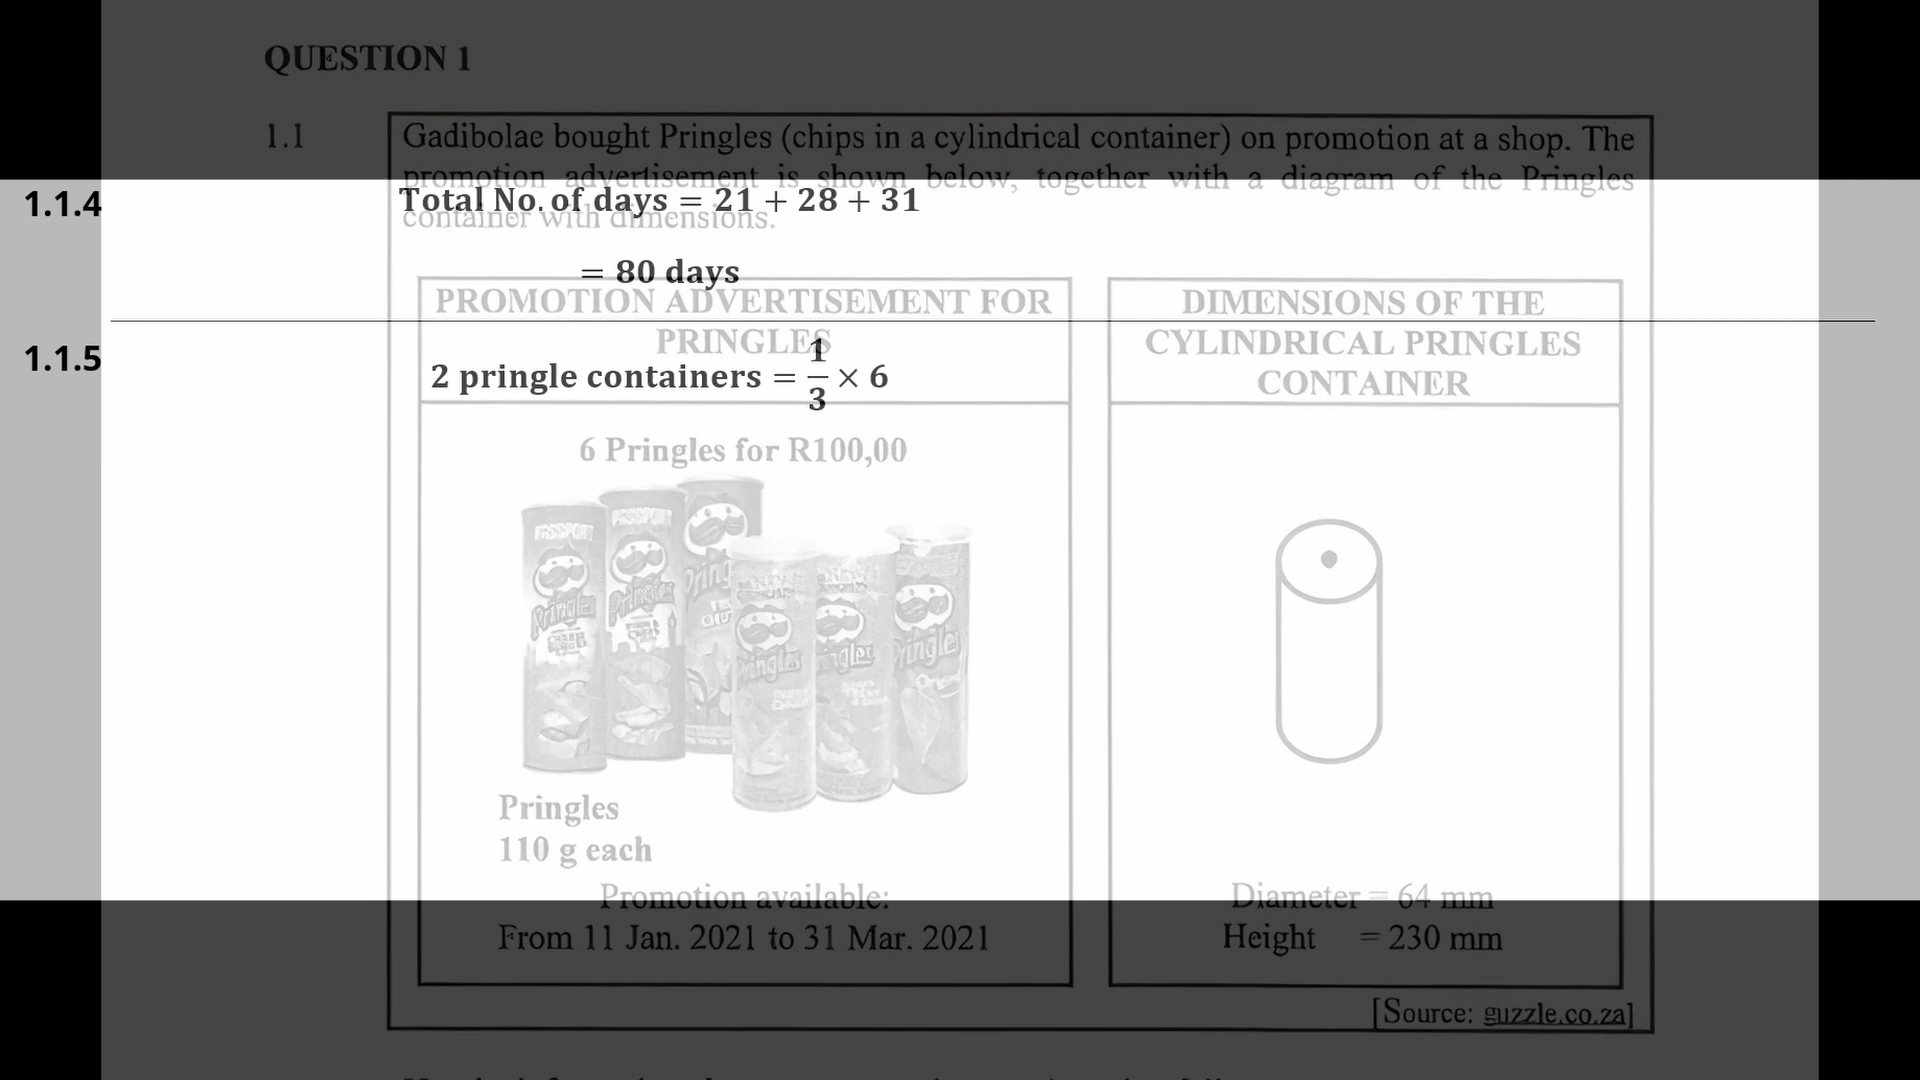 QUESTION 1
1.1
Gadibolae bought Pringles (chips in a cylindrical container) on promotion at a shop. The
promotion advertisement is shown below, together with a diagram of the Pringles
container with dimensions.
1.1.4
Total No. of days = 21 + 28 + 31
= 80 days
PROMOTION ADVERTISEMENT FOR
PRINGLES
1.1.5
2 pringle containers = 1/3 × 6
6 Pringles for R100,00
Pringles
110 g each
Promotion available:
From 11 Jan. 2021 to 31 Mar. 2021
DIMENSIONS OF THE
CYLINDRICAL PRINGLES
CONTAINER
Diameter = 64 mm
Height = 230 mm
[Source: guzzle.co.za]